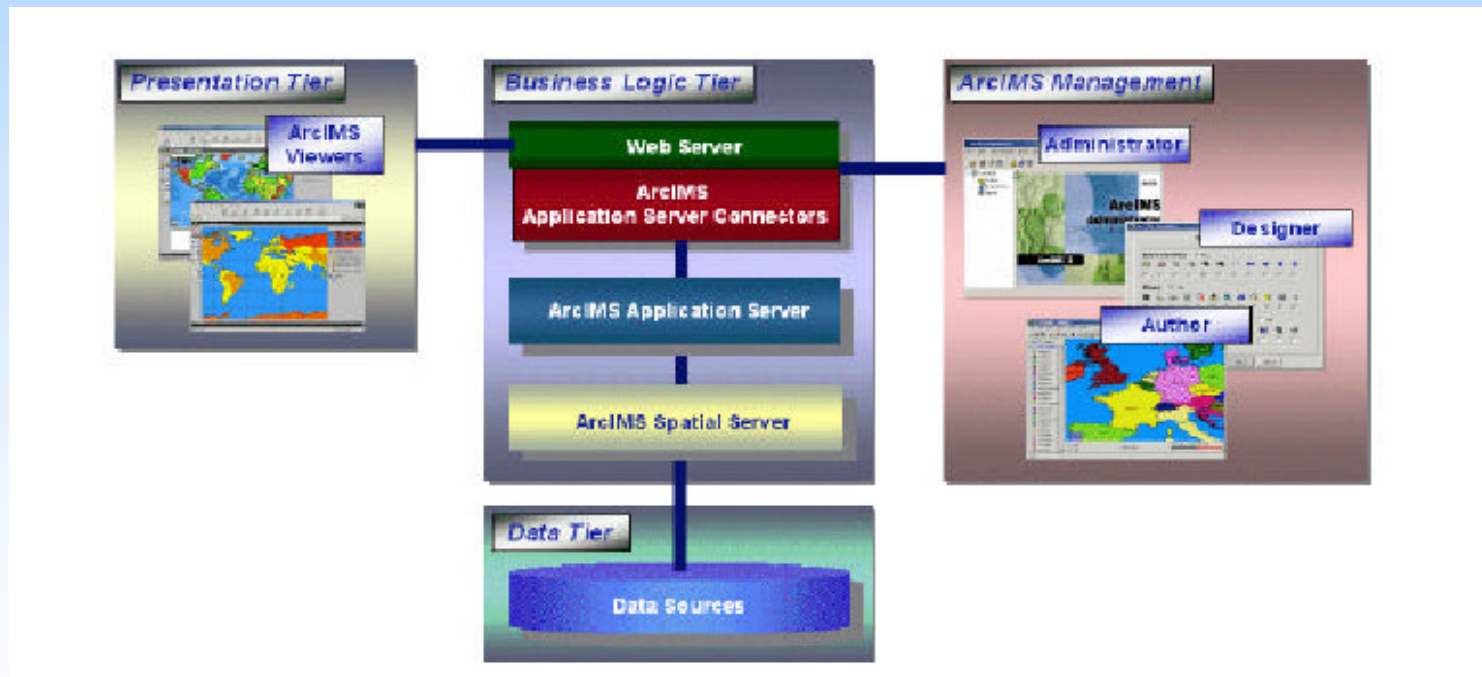 Presentation Tier
ArcIMS
Viewers
Business Logic Tier
Web Server
ArcIMS
Application Server Connectors
ArcIMS Application Server
ArcIMS Spatial Server
Data Tier
Data Sources
ArcIMS Management
Administrator
ArcIMS
Designer
Author